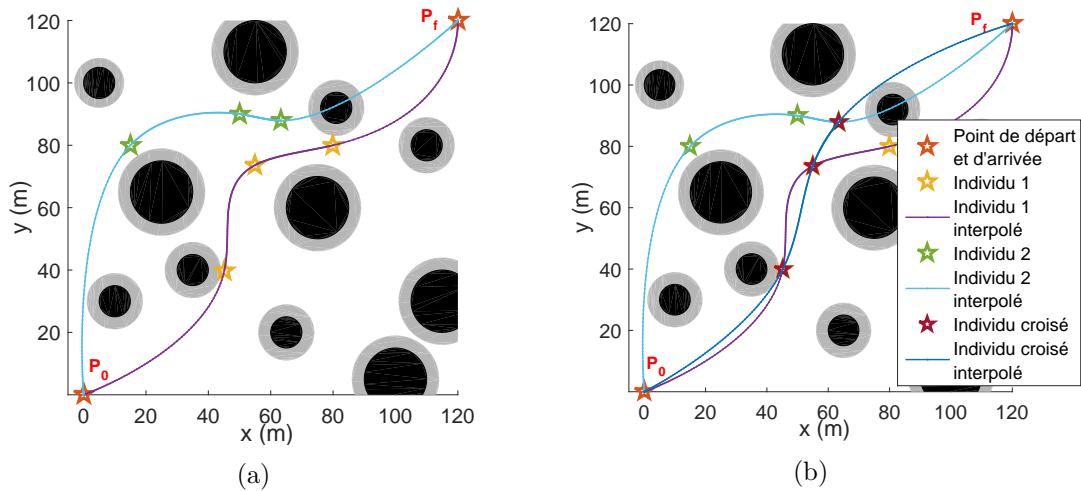 120
P_f
100
80
60
40
20
y (m)
P_0
0 20 40 60 80 100 120
x (m)
(a)
120
P_f
100
80
60
40
20
y (m)
P_0
0 20 40 60 80 100 120
x (m)
Point de départ
et d'arrivée
Individu 1
Individu 1
interpolé
Individu 2
Individu 2
interpolé
Individu croisé
Individu croisé
interpolé
(b)